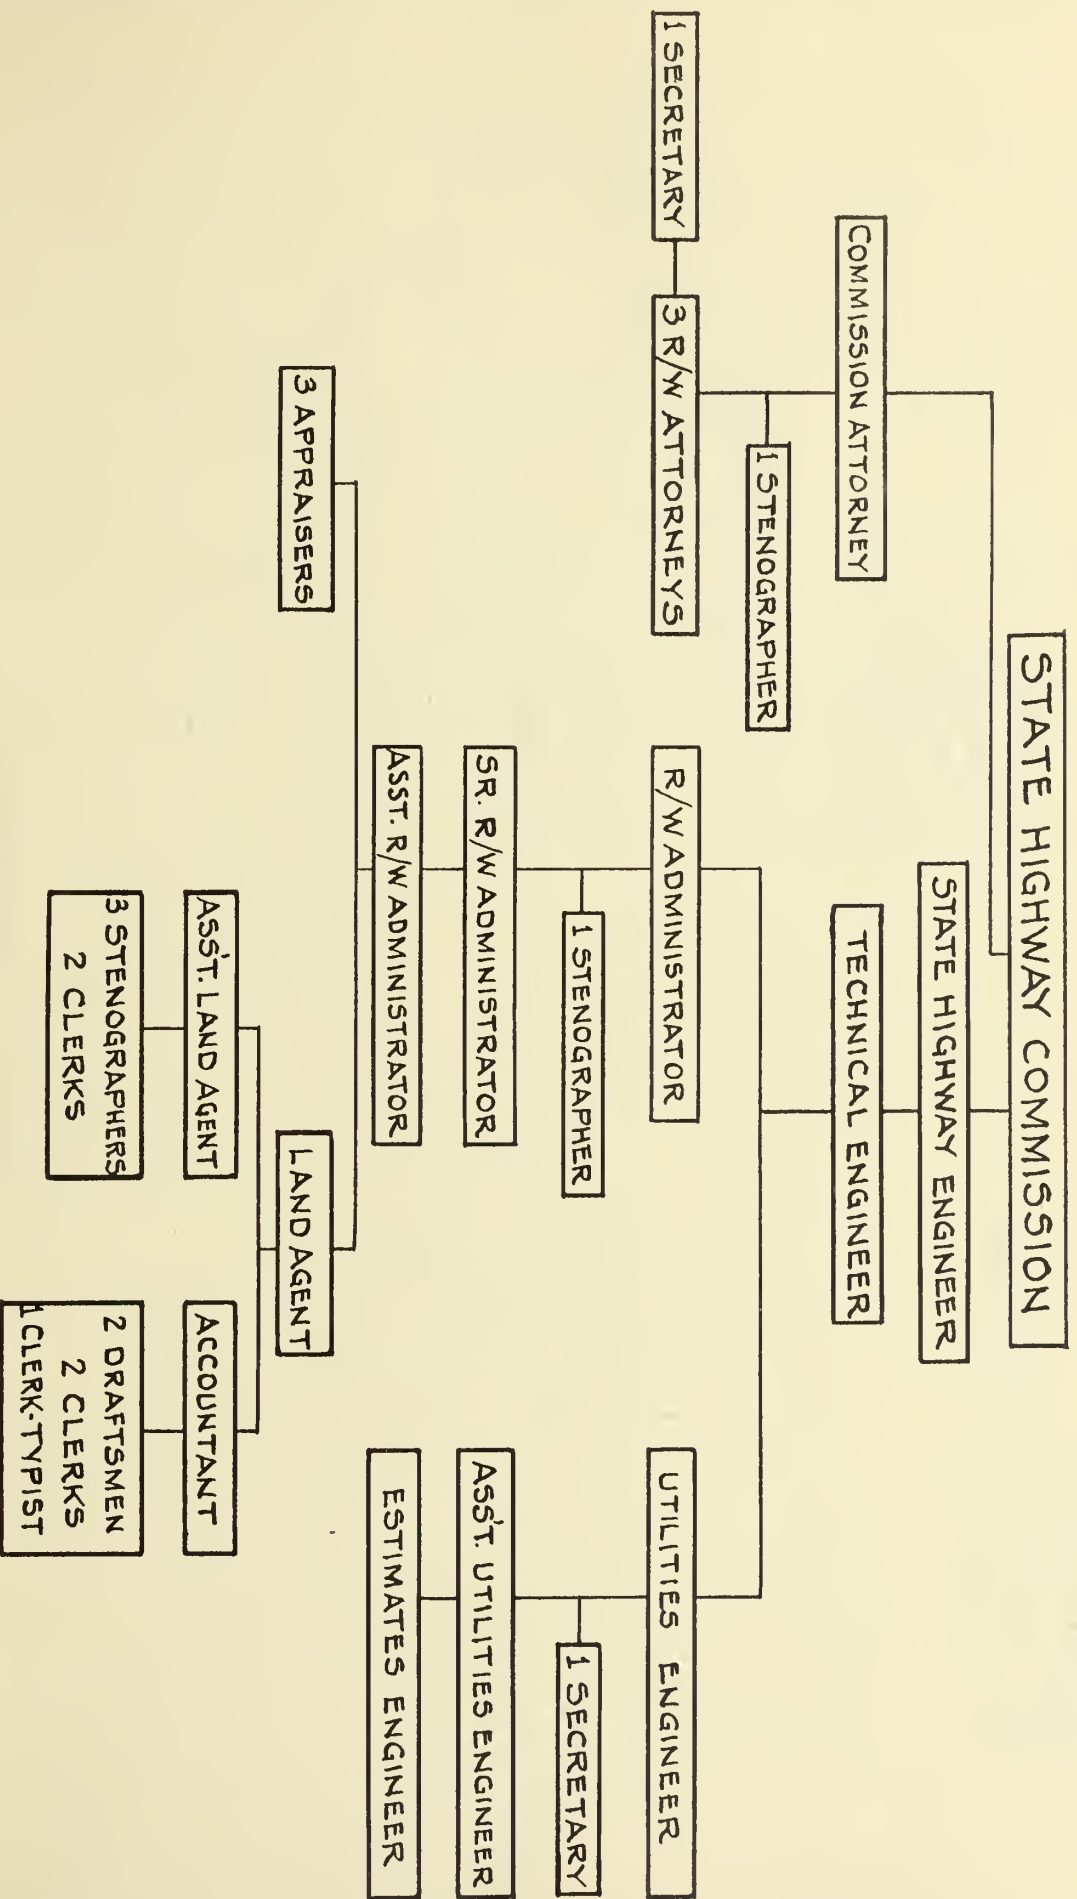 STATE HIGHWAY COMMISSION
STATE HIGHWAY ENGINEER
COMMISSION ATTORNEY
TECHNICAL ENGINEER
1 STENOGRAPHER
1 SECRETARY
3 R/W ATTORNEYS
R/W ADMINISTRATOR
UTILITIES ENGINEER
1 STENOGRAPHER
1 SECRETARY
SR. R/W ADMINISTRATOR
ASS'T. UTILITIES ENGINEER
ASST. R/W ADMINISTRATOR
ESTIMATES ENGINEER
3 APPRAISERS
LAND AGENT
ASS'T. LAND AGENT
ACCOUNTANT
3 STENOGRAPHERS
2 CLERKS
2 DRAFTSMEN
2 CLERKS
1 CLERK-TYPIST